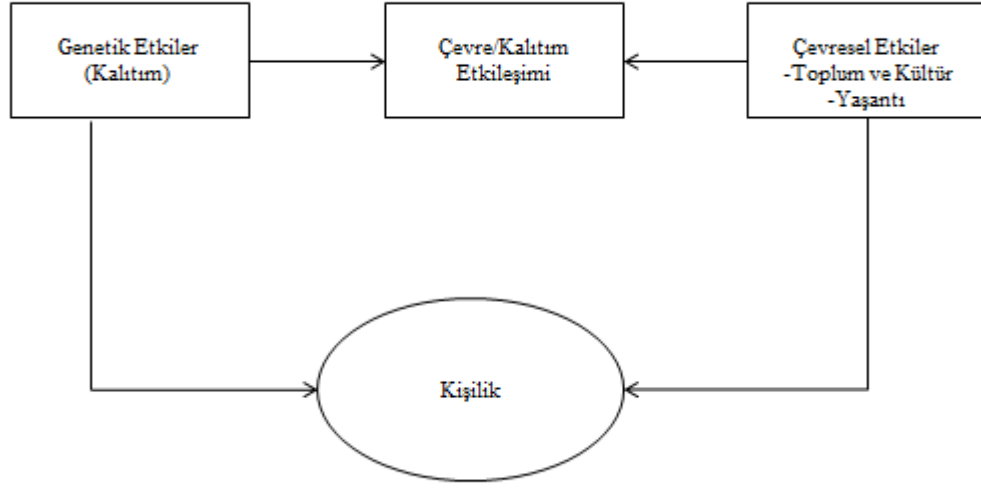 Genetik Etkiler
(Kalıtım)
Çevre/Kalıtım
Etkileşimi
Çevresel Etkiler
-Toplum ve Kültür
-Yaşantı
Kişilik